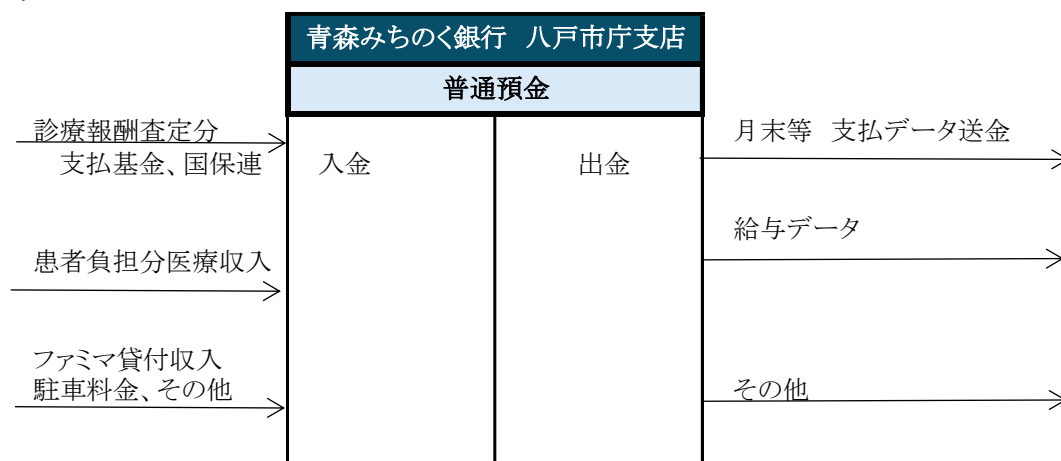 青森みちのく銀行 八戸市庁支店
普通預金
診療報酬査定分
支払基金、国保連
入金
出金
月末等 支払データ送金
給与データ
患者負担分医療収入
ファミマ貸付収入
駐車料金、その他
その他